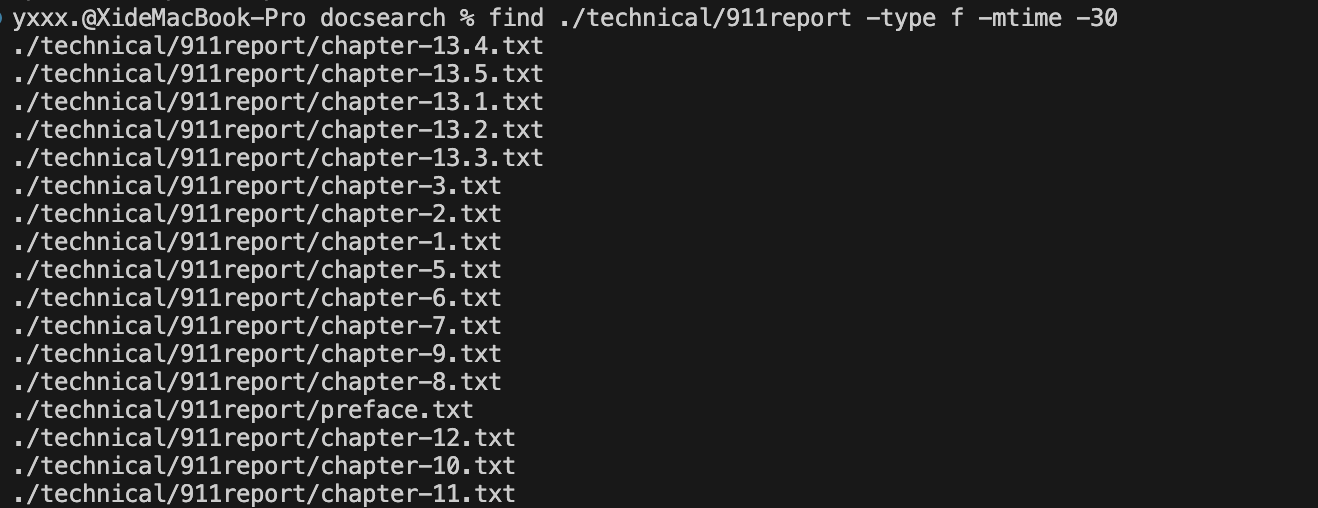 yxxx.@XideMacBook-Pro docsearch % find ./technical/911report -type f -mtime -30
./technical/911report/chapter-13.4.txt
./technical/911report/chapter-13.5.txt
./technical/911report/chapter-13.1.txt
./technical/911report/chapter-13.2.txt
./technical/911report/chapter-13.3.txt
./technical/911report/chapter-3.txt
./technical/911report/chapter-2.txt
./technical/911report/chapter-1.txt
./technical/911report/chapter-5.txt
./technical/911report/chapter-6.txt
./technical/911report/chapter-7.txt
./technical/911report/chapter-9.txt
./technical/911report/chapter-8.txt
./technical/911report/preface.txt
./technical/911report/chapter-12.txt
./technical/911report/chapter-10.txt
./technical/911report/chapter-11.txt